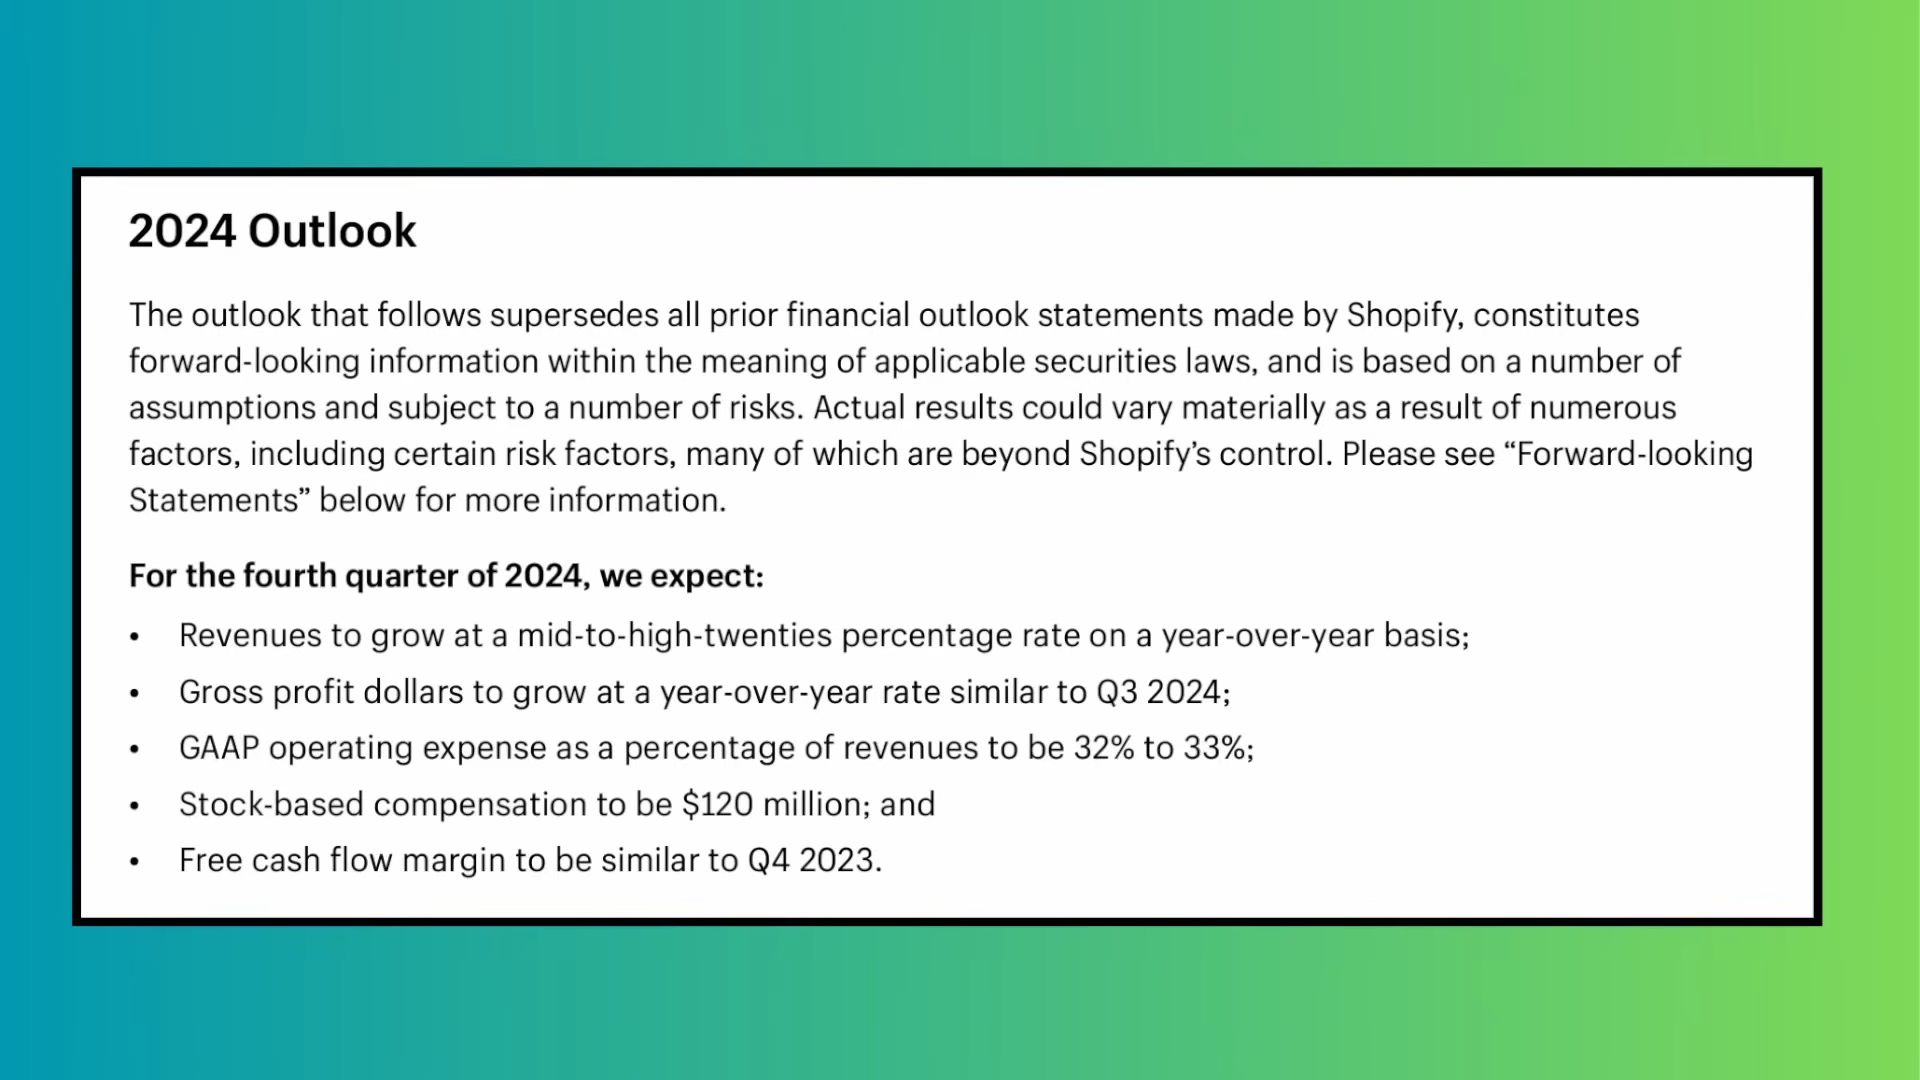 2024 Outlook
The outlook that follows supersedes all prior financial outlook statements made by Shopify, constitutes
forward-looking information within the meaning of applicable securities laws, and is based on a number of
assumptions and subject to a number of risks. Actual results could vary materially as a result of numerous
factors, including certain risk factors, many of which are beyond Shopify’s control. Please see “Forward-looking
Statements” below for more information.
For the fourth quarter of 2024, we expect:
• Revenues to grow at a mid-to-high-twenties percentage rate on a year-over-year basis;
• Gross profit dollars to grow at a year-over-year rate similar to Q3 2024;
• GAAP operating expense as a percentage of revenues to be 32% to 33%;
• Stock-based compensation to be $120 million; and
• Free cash flow margin to be similar to Q4 2023.